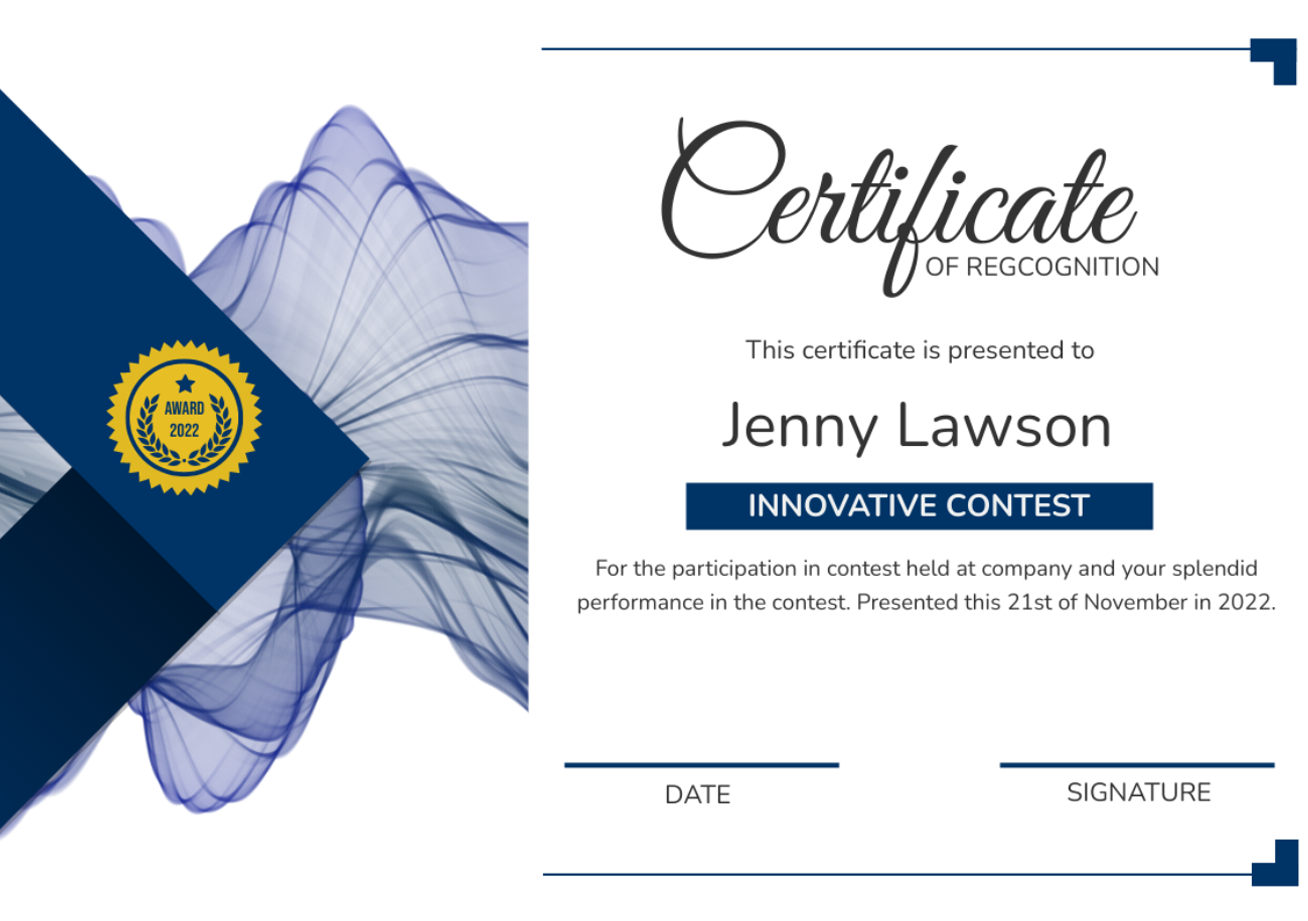 Certificate
OF REGCOGNITION
This certificate is presented to
Jenny Lawson
INNOVATIVE CONTEST
For the participation in contest held at company and your splendid
performance in the contest. Presented this 21st of November in 2022.
DATE
SIGNATURE
AWARD
2022